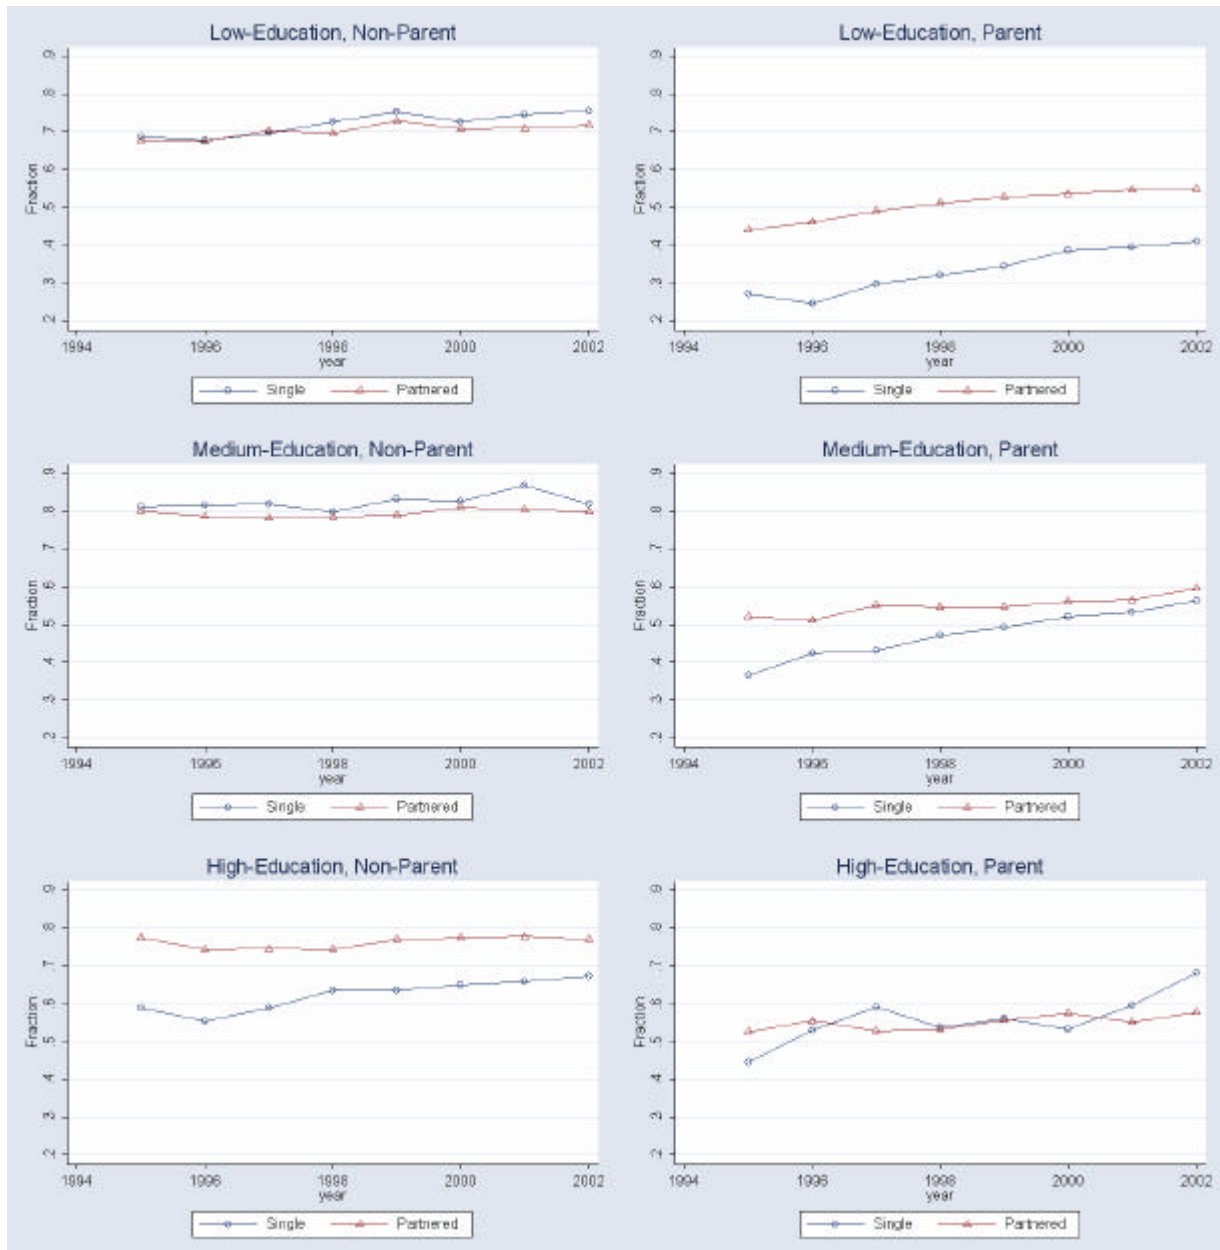 Low-Education, Non-Parent
Fraction
.9
.8
.7
.6
.5
.4
.3
.2
1994 1996 1998 2000 2002
year
Single Partnered
Low-Education, Parent
Fraction
.9
.8
.7
.6
.5
.4
.3
.2
1994 1996 1998 2000 2002
year
Single Partnered
Medium-Education, Non-Parent
Fraction
.9
.8
.7
.6
.5
.4
.3
.2
1994 1996 1998 2000 2002
year
Single Partnered
Medium-Education, Parent
Fraction
.9
.8
.7
.6
.5
.4
.3
.2
1994 1996 1998 2000 2002
year
Single Partnered
High-Education, Non-Parent
Fraction
.9
.8
.7
.6
.5
.4
.3
.2
1994 1996 1998 2000 2002
year
Single Partnered
High-Education, Parent
Fraction
.9
.8
.7
.6
.5
.4
.3
.2
1994 1996 1998 2000 2002
year
Single Partnered